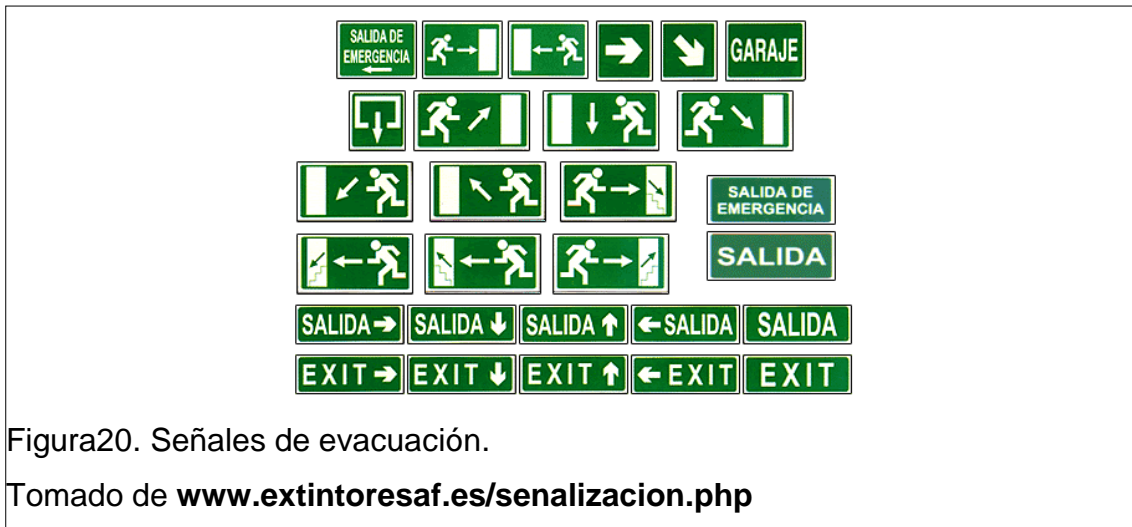 SALIDA DE
EMERGENCIA
GARAJE
SALIDA DE
EMERGENCIA
SALIDA
SALIDA SALIDA SALIDA SALIDA SALIDA
EXIT EXIT EXIT EXIT EXIT
Figura20. Señales de evacuación.
Tomado de www.extintoresaf.es/senalizacion.php